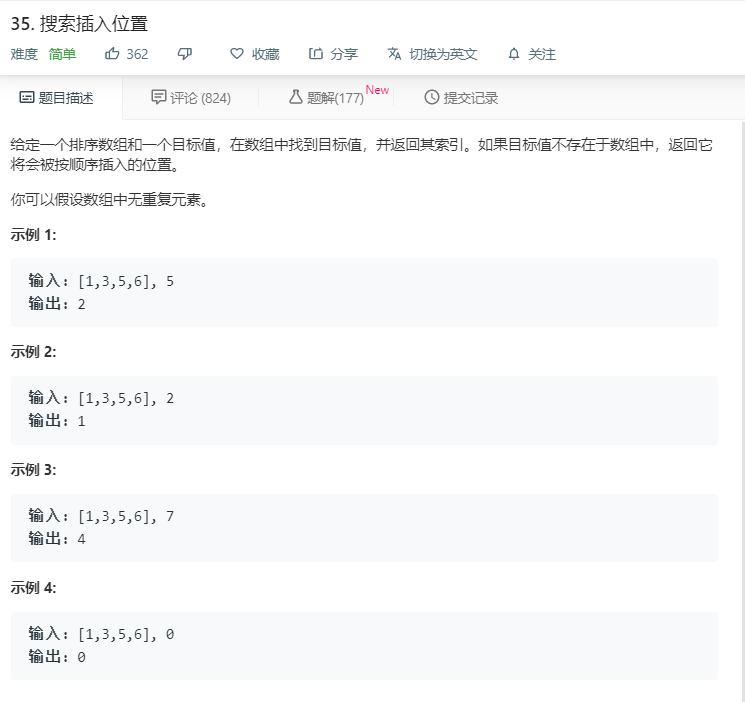 35. 搜索插入位置
难度 简单 362 收藏 分享 切换为英文 关注
题目描述 评论 (824) 题解(177) New 提交记录
给定一个排序数组和一个目标值，在数组中找到目标值，并返回其索引。如果目标值不存在于数组中，返回它
将会被按顺序插入的位置。
你可以假设数组中无重复元素。
示例 1:
输入: [1,3,5,6], 5
输出: 2
示例 2:
输入: [1,3,5,6], 2
输出: 1
示例 3:
输入: [1,3,5,6], 7
输出: 4
示例 4:
输入: [1,3,5,6], 0
输出: 0